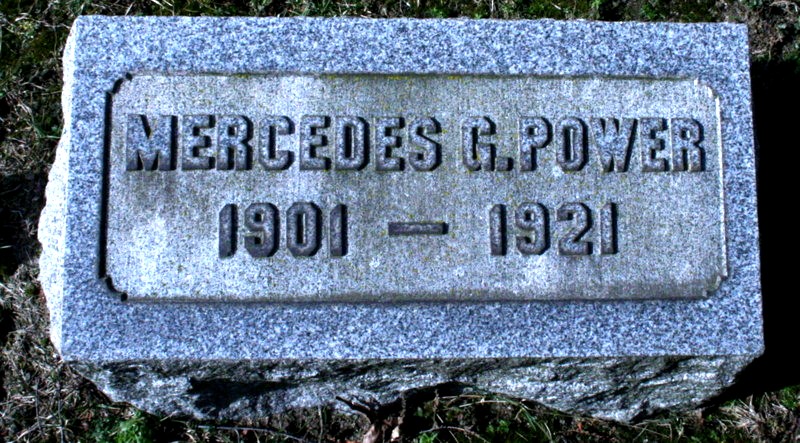 MERCEDES G. POWER
1901 — 1921